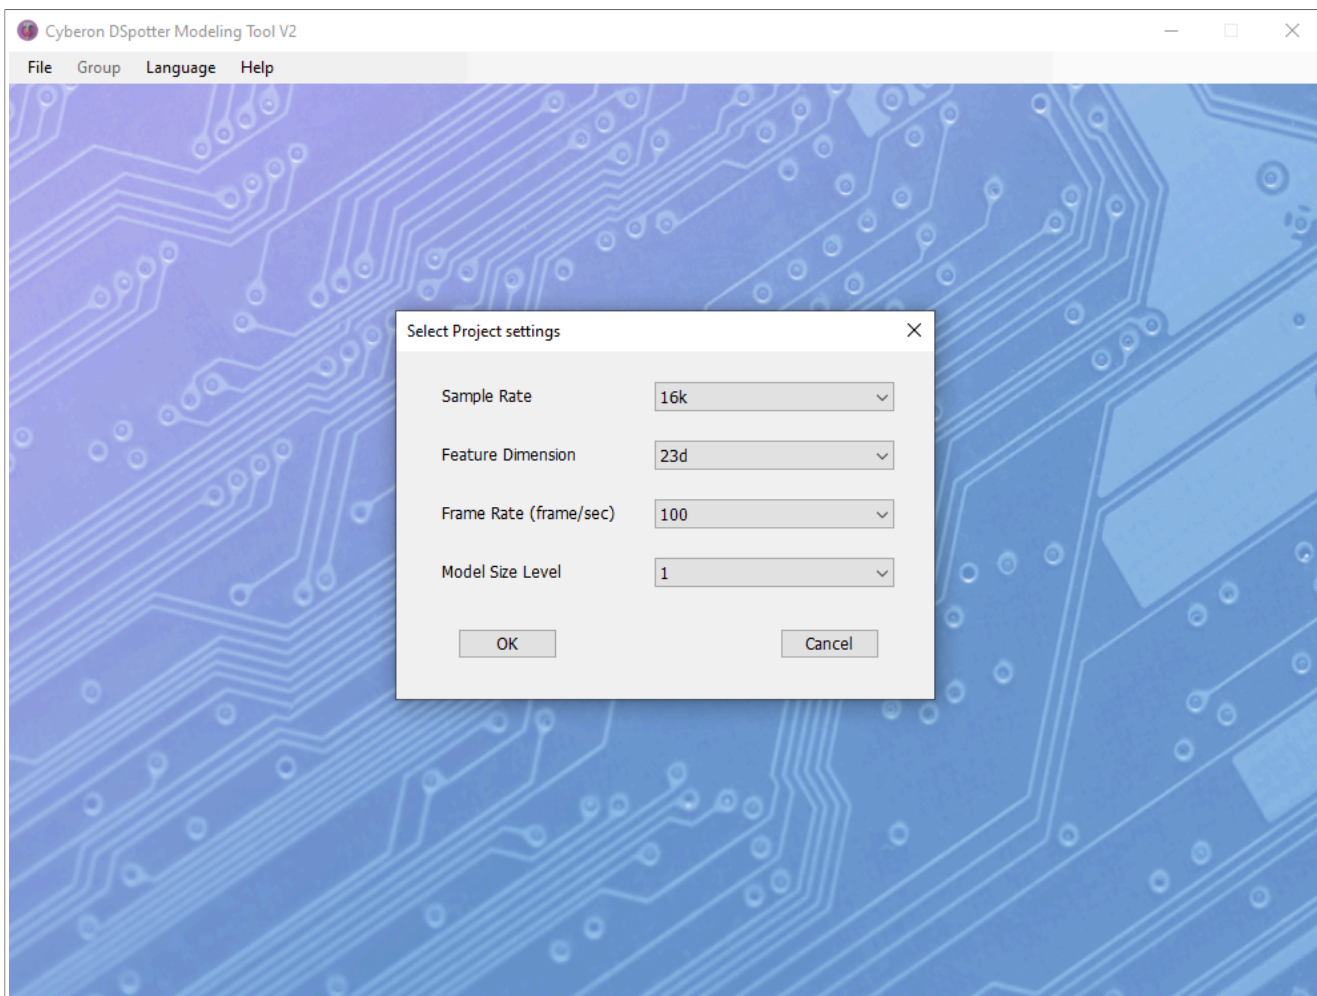 Cyberon DSpotter Modeling Tool V2
File Group Language Help
Select Project settings
Sample Rate 16k
Feature Dimension 23d
Frame Rate (frame/sec) 100
Model Size Level 1
OK Cancel